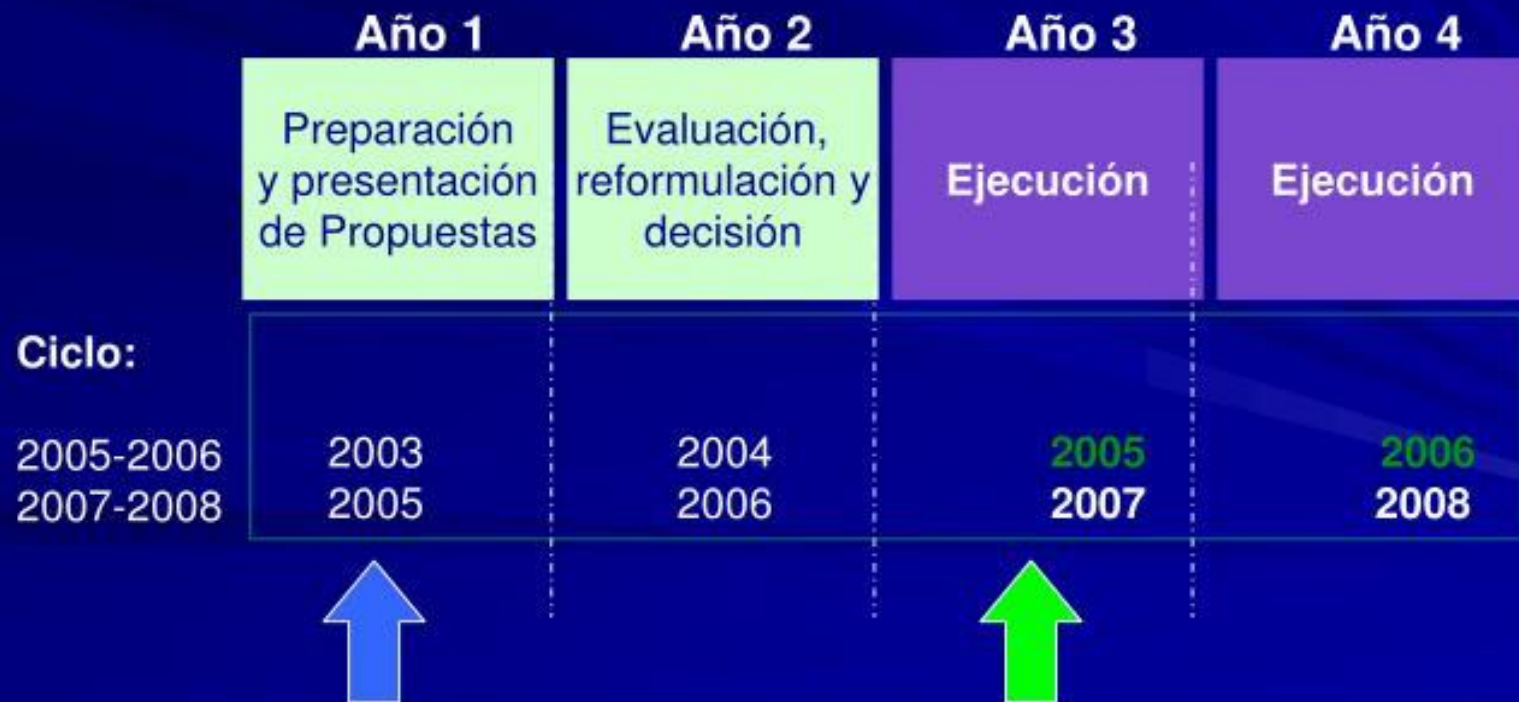 Año 1 Año 2 Año 3 Año 4
Preparación
y presentación
de Propuestas
Evaluación,
reformulación y
decisión
Ejecución
Ejecución
Ciclo:
2005-2006 2003 2004 2005 2006
2007-2008 2005 2006 2007 2008